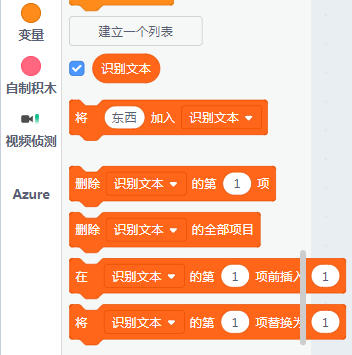 变量
自制积木
视频侦测
Azure
建立一个列表
识别文本
将 东西 加入 识别文本
删除 识别文本 的第 1 项
删除 识别文本 的全部项目
在 识别文本 的第 1 项前插入 1
将 识别文本 的第 1 项替换为 1